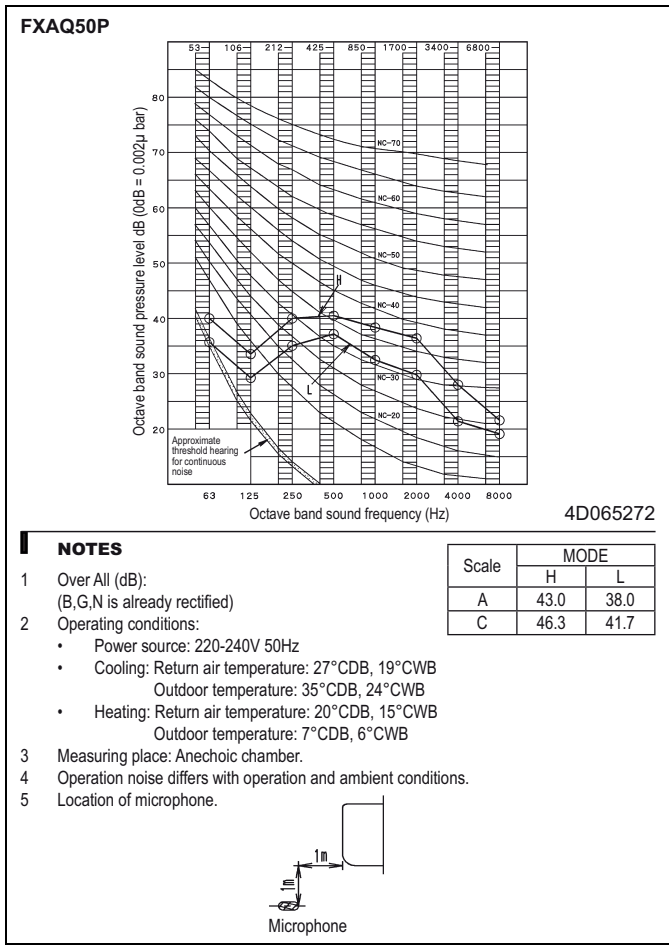 FXAQ50P
53 106 212 425 850 1700 3400 6800
Octave band sound pressure level dB (0dB = 0.002μ bar)
80
70
60
50
40
30
20
NC-70
NC-60
NC-50
H
NC-40
L
NC-30
NC-20
Approximate
threshold hearing
for continuous
noise
63 125 250 500 1000 2000 4000 8000
Octave band sound frequency (Hz)
4D065272
NOTES
1 Over All (dB):
(B,G,N is already rectified)
Scale MODE
H L
A 43.0 38.0
C 46.3 41.7
2 Operating conditions:
• Power source: 220-240V 50Hz
• Cooling: Return air temperature: 27°CDB, 19°CWB
Outdoor temperature: 35°CDB, 24°CWB
• Heating: Return air temperature: 20°CDB, 15°CWB
Outdoor temperature: 7°CDB, 6°CWB
3 Measuring place: Anechoic chamber.
4 Operation noise differs with operation and ambient conditions.
5 Location of microphone.
1m
1m
Microphone